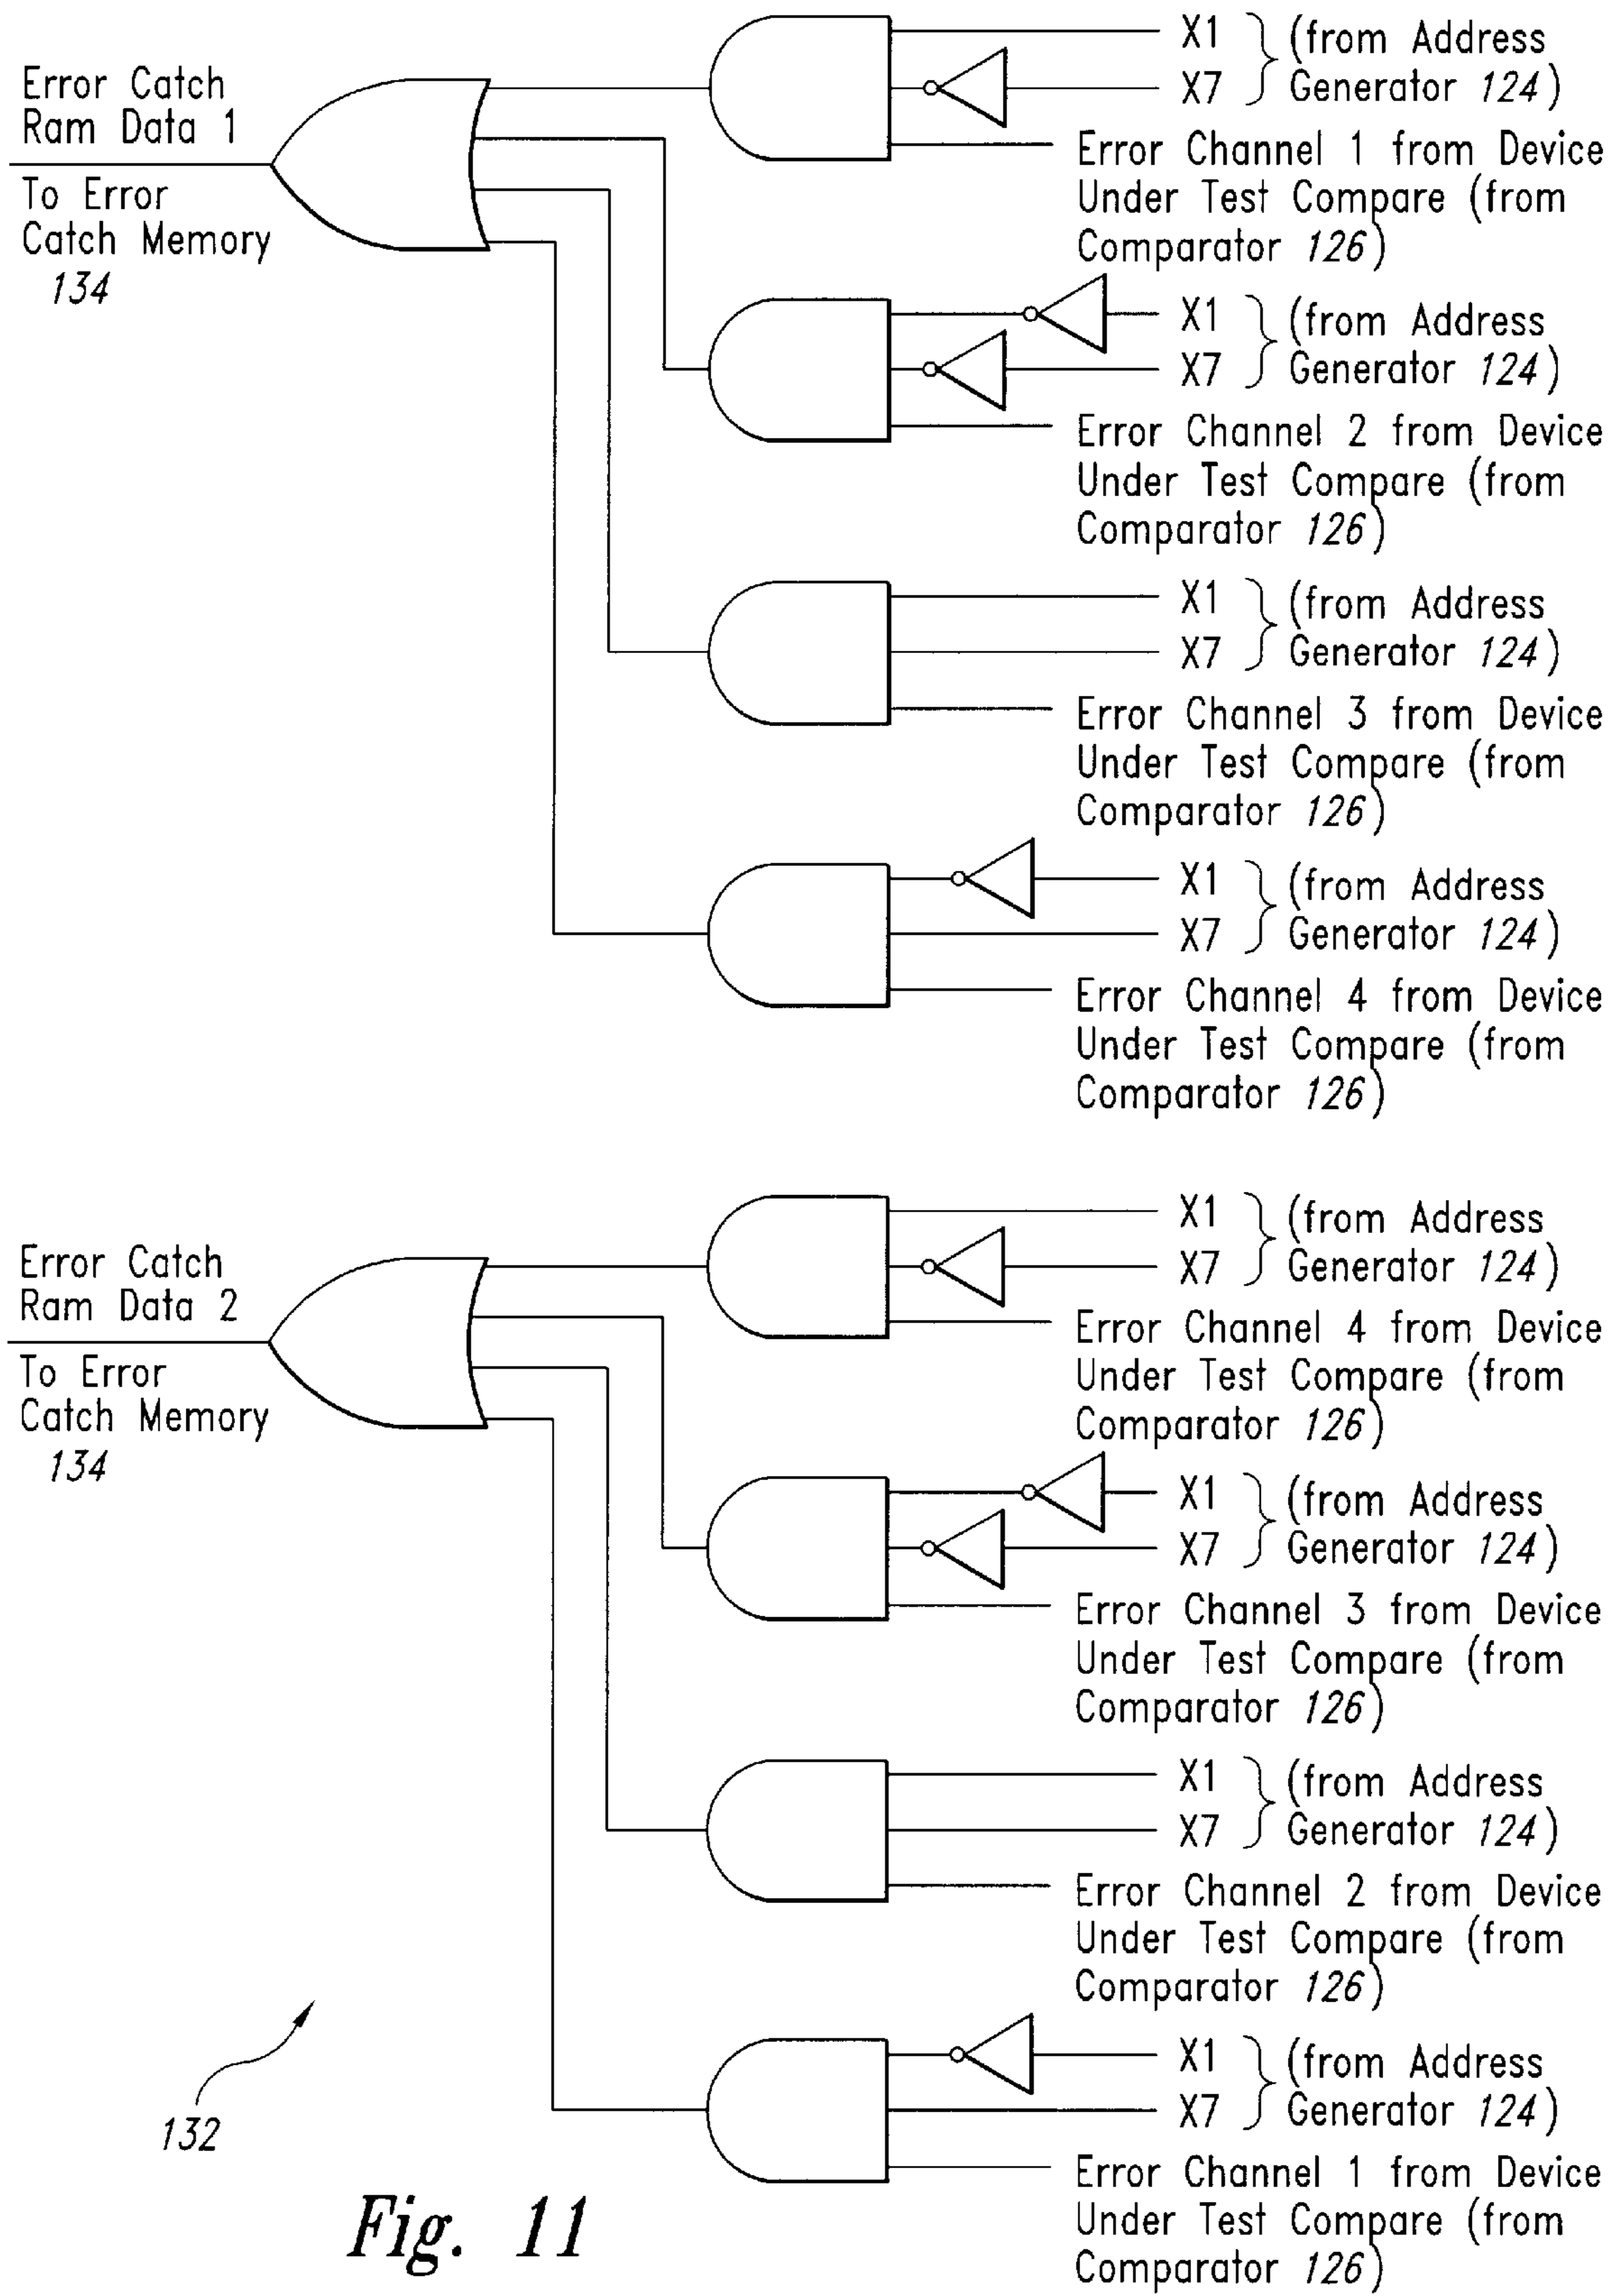 Error Catch
Ram Data 1
To Error
Catch Memory
134
X1
X7
(from Address
Generator 124)
Error Channel 1 from Device
Under Test Compare (from
Comparator 126)
X1
X7
(from Address
Generator 124)
Error Channel 2 from Device
Under Test Compare (from
Comparator 126)
X1
X7
(from Address
Generator 124)
Error Channel 3 from Device
Under Test Compare (from
Comparator 126)
X1
X7
(from Address
Generator 124)
Error Channel 4 from Device
Under Test Compare (from
Comparator 126)
Error Catch
Ram Data 2
To Error
Catch Memory
134
X1
X7
(from Address
Generator 124)
Error Channel 4 from Device
Under Test Compare (from
Comparator 126)
X1
X7
(from Address
Generator 124)
Error Channel 3 from Device
Under Test Compare (from
Comparator 126)
X1
X7
(from Address
Generator 124)
Error Channel 2 from Device
Under Test Compare (from
Comparator 126)
X1
X7
(from Address
Generator 124)
Error Channel 1 from Device
Under Test Compare (from
Comparator 126)
132
Fig. 11